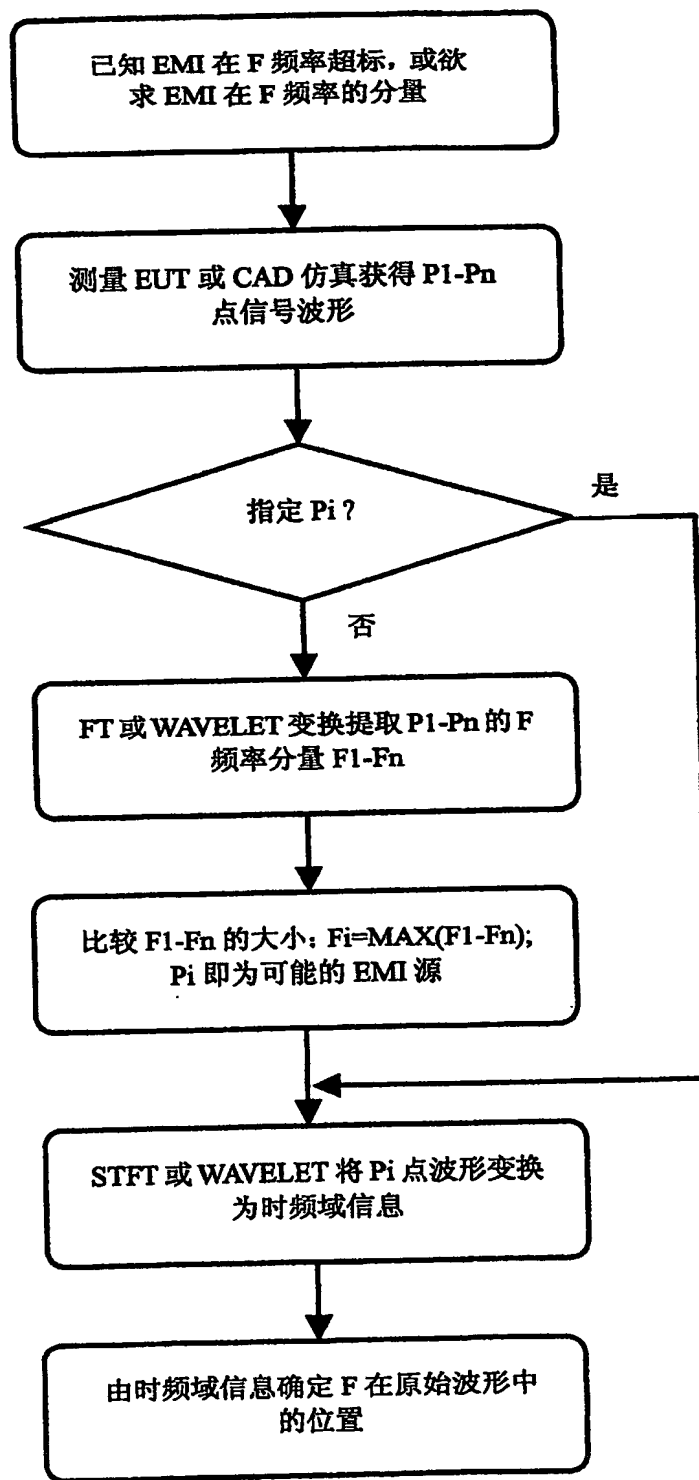 已知 EMI 在 F 频率超标，或欲
求 EMI 在 F 频率的分量
测量 EUT 或 CAD 仿真获得 P1-Pn
点信号波形
指定 Pi？
是
否
FT 或 WAVELET 变换提取 P1-Pn 的 F
频率分量 F1-Fn
比较 F1-Fn 的大小：Fi=MAX(F1-Fn);
Pi 即为可能的 EMI 源
STFT 或 WAVELET 将 Pi 点波形变换
为时频域信息
由时频域信息确定 F 在原始波形中
的位置